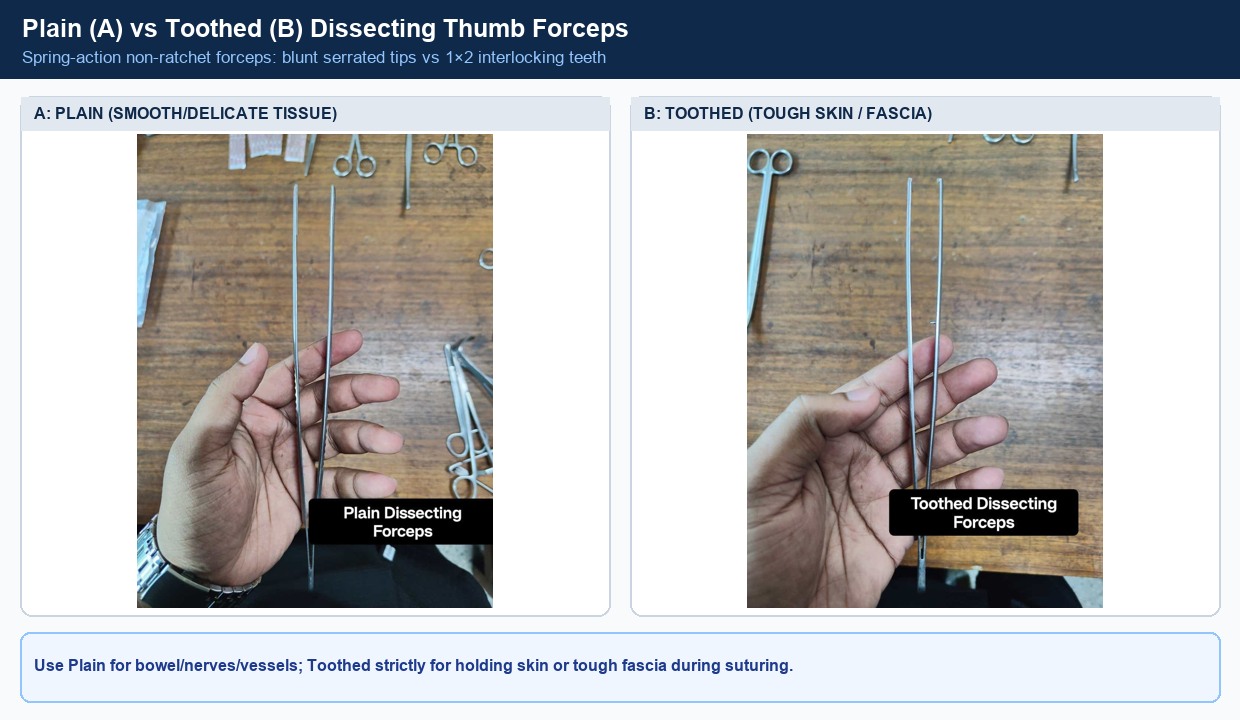 Plain (A) vs Toothed (B) Dissecting Thumb Forceps
Spring-action non-ratchet forceps: blunt serrated tips vs 1×2 interlocking teeth
A: PLAIN (SMOOTH/DELICATE TISSUE)
Plain Dissecting
Forceps
B: TOOTHED (TOUGH SKIN / FASCIA)
Toothed Dissecting
Forceps
Use Plain for bowel/nerves/vessels; Toothed strictly for holding skin or tough fascia during suturing.